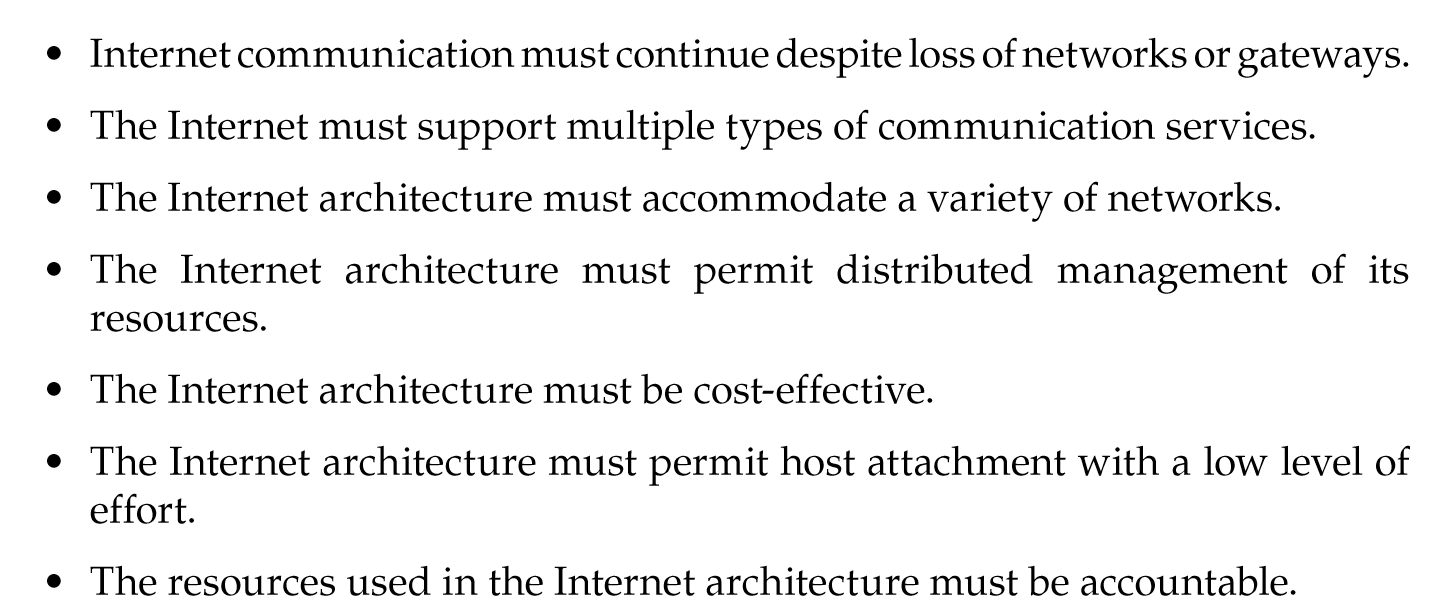 • Internet communication must continue despite loss of networks or gateways.
• The Internet must support multiple types of communication services.
• The Internet architecture must accommodate a variety of networks.
• The Internet architecture must permit distributed management of its
resources.
• The Internet architecture must be cost-effective.
• The Internet architecture must permit host attachment with a low level of
effort.
• The resources used in the Internet architecture must be accountable.